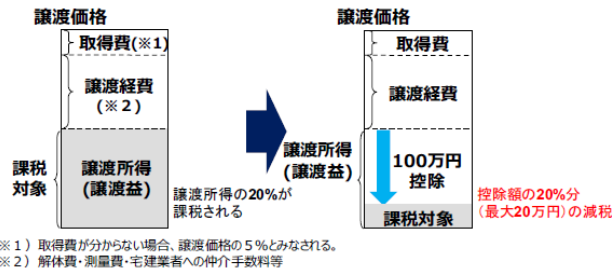 譲渡価格
取得費(※1)
譲渡経費
(※2)
課税
対象
譲渡所得
(譲渡益)
譲渡所得の20%が
課税される
譲渡価格
取得費
譲渡経費
譲渡所得
(譲渡益)
100万円
控除
課税対象
控除額の20%分
(最大20万円)の減税
※1) 取得費が分からない場合、譲渡価格の5%とみなされる。
※2) 解体費・測量費・宅建業者への仲介手数料等